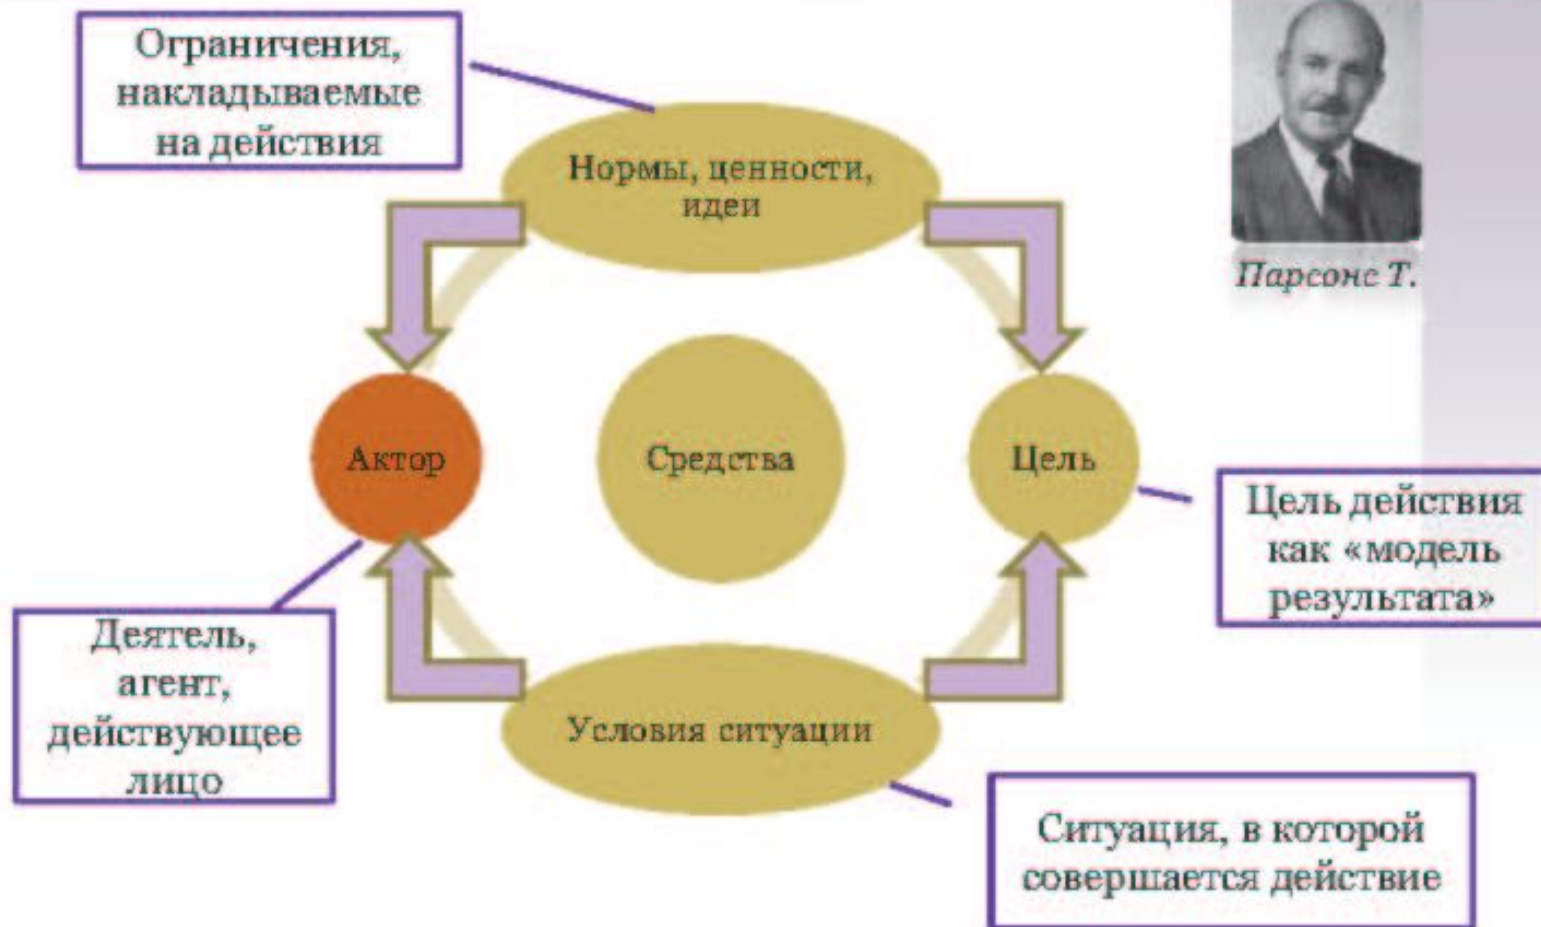 Ограничения,
накладываемые
на действия
Нормы, ценности,
идеи
Парсонс Т.
Актор
Средства
Цель
Цель действия
как «модель
результата»
Деятель,
агент,
действующее
лицо
Условия ситуации
Ситуация, в которой
совершается действие